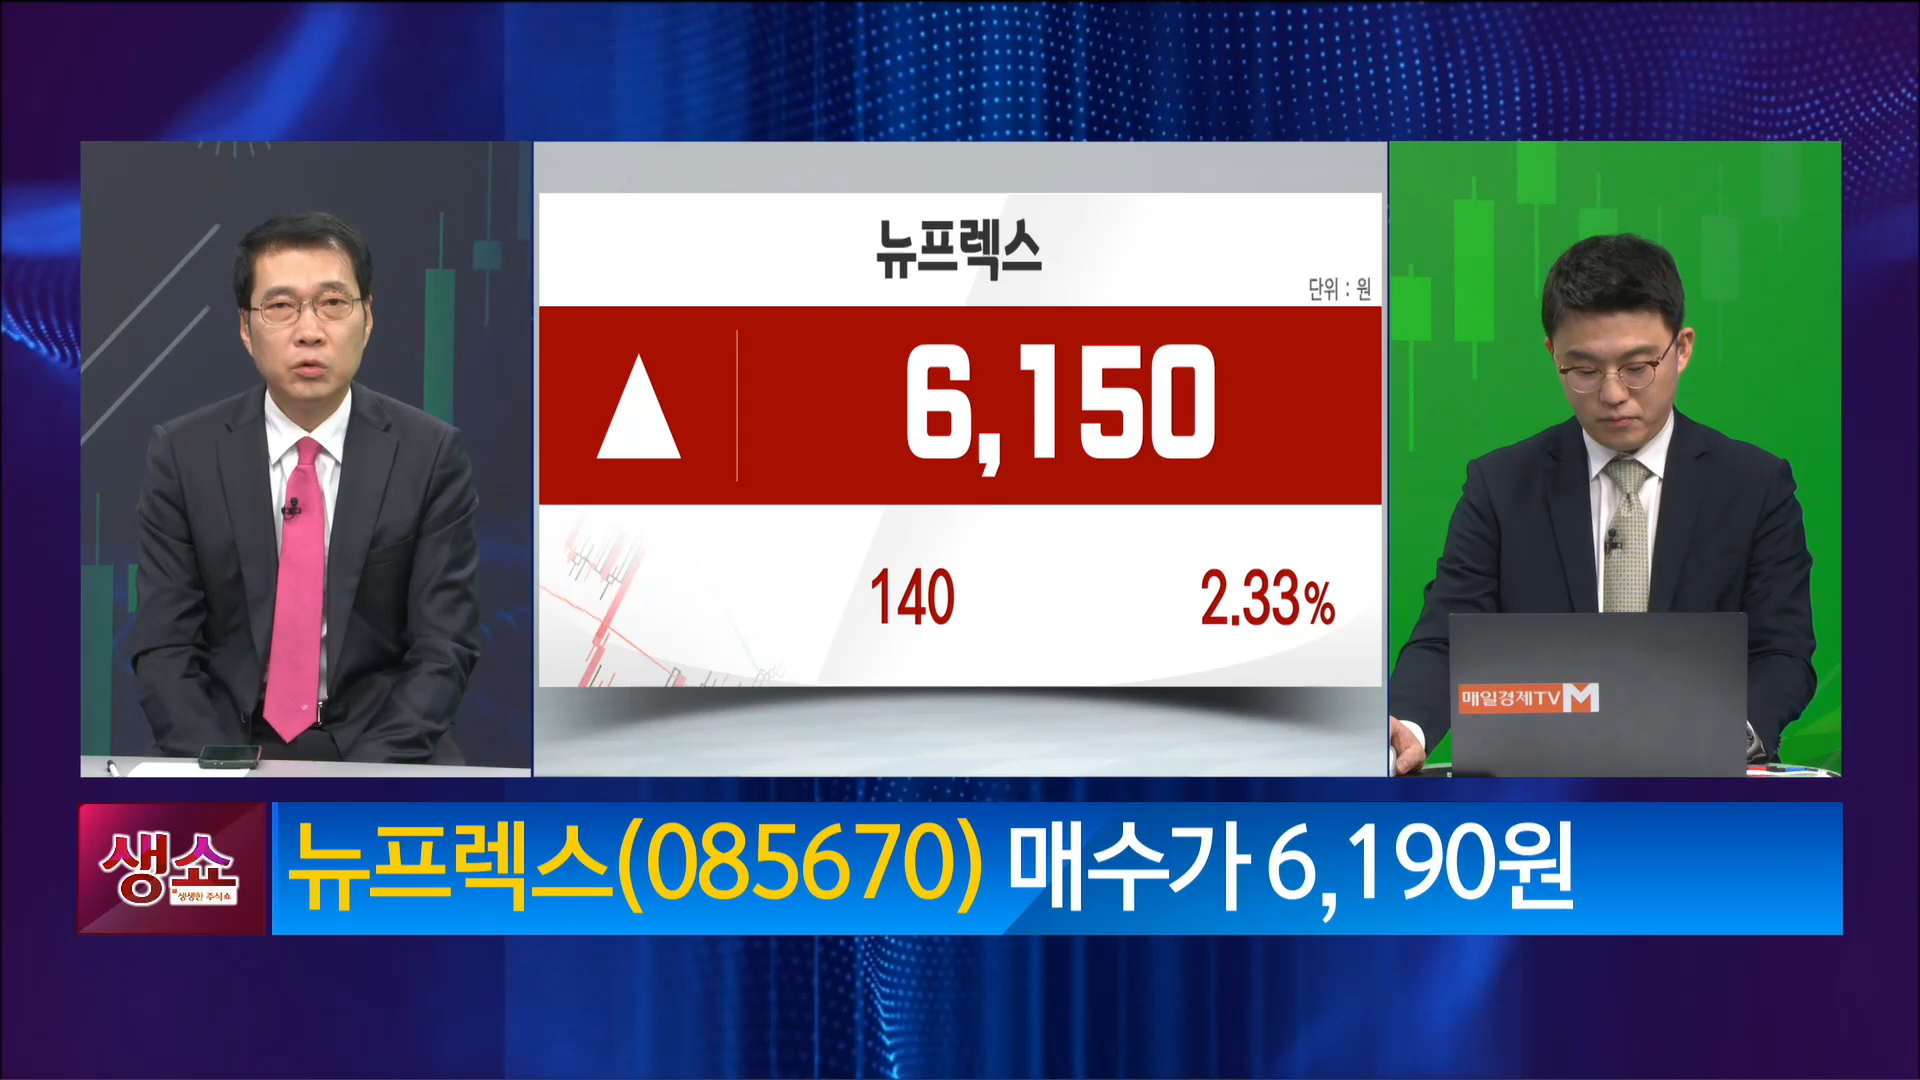 뉴프렉스
단위 : 원
▲ 6,150
140 2.33%
매일경제TV M
생쇼
생생한 주식쇼
뉴프렉스(085670) 매수가 6,190원